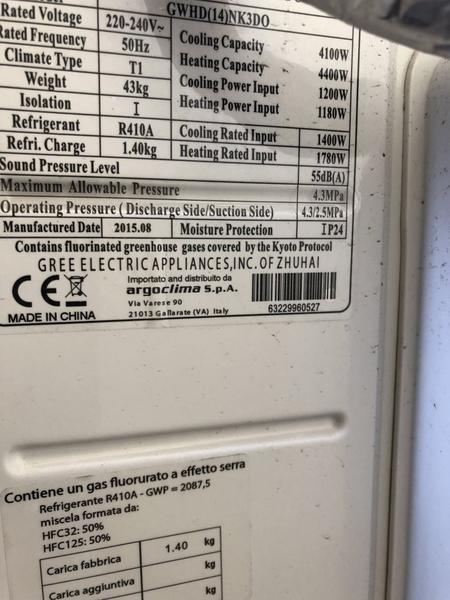 GWHD(14)NK3DO
Rated Voltage 220-240V~
Rated Frequency 50Hz
Climate Type T1
Weight 43kg
Isolation I
Refrigerant R410A
Refri. Charge 1.40kg
Cooling Capacity 4100W
Heating Capacity 4400W
Cooling Power Input 1200W
Heating Power Input 1180W
Cooling Rated Input 1400W
Heating Rated Input 1780W
Sound Pressure Level 55dB(A)
Maximum Allowable Pressure 4.3MPa
Operating Pressure (Discharge Side/Suction Side) 4.3/2.5MPa
Manufactured Date 2015.08 Moisture Protection IP24
Contains fluorinated greenhouse gases covered by the Kyoto Protocol
GREE ELECTRIC APPLIANCES,INC.OF ZHUHAI
CE
Importato and distribuito da
argoclima S.p.A.
Via Varese 90
21013 Gallarate (VA) Italy
63229960527
MADE IN CHINA
Contiene un gas fluorurato a effetto serra
Refrigerante R410A - GWP = 2087,5
miscela formata da:
HFC32: 50%
HFC125: 50%
Carica fabbrica 1.40 kg
Carica aggiuntiva kg
Carica totale kg